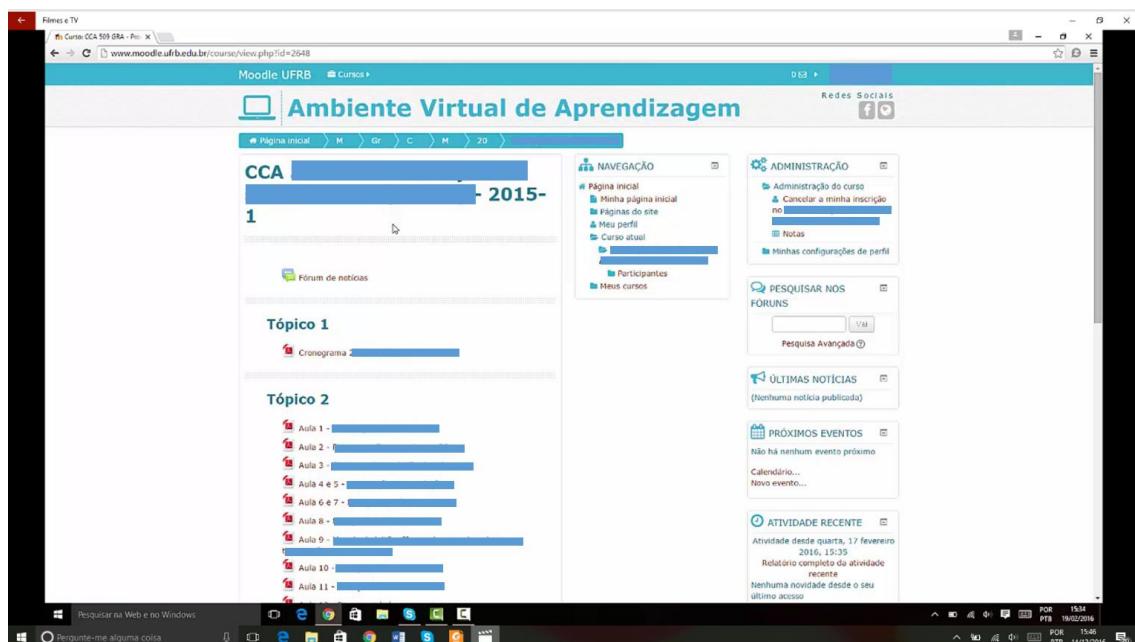 Filmes e TV
Curso: CCA 509 GRA - Pes
www.moodle.ufrb.edu.br/course/view.php?id=2648
Moodle UFRB Cursos
0
Ambiente Virtual de Aprendizagem
Redes Sociais
Página inicial M Gr C M 20
CCA
- 2015-
1
Fórum de notícias
Tópico 1
Cronograma 2
Tópico 2
Aula 1 -
Aula 2 -
Aula 3 -
Aula 4 e 5 -
Aula 6 e 7 -
Aula 8 -
Aula 9 -
Aula 10 -
Aula 11 -
NAVEGAÇÃO
Página inicial
Minha página inicial
Páginas do site
Meu perfil
Curso atual
Participantes
Meus cursos
ADMINISTRAÇÃO
Administração do curso
Cancelar a minha inscrição
no
Notas
Minhas configurações de perfil
PESQUISAR NOS
FÓRUNS
Vai
Pesquisa Avançada
ÚLTIMAS NOTÍCIAS
(Nenhuma notícia publicada)
PRÓXIMOS EVENTOS
Não há nenhum evento próximo
Calendário...
Novo evento...
ATIVIDADE RECENTE
Atividade desde quarta, 17 fevereiro
2016, 15:35
Relatório completo da atividade
recente
Nenhuma novidade desde o seu
último acesso
Pesquisar na Web e no Windows
POR 15:34
PTB 19/02/2016
Pergunte-me alguma coisa
POR 15:46